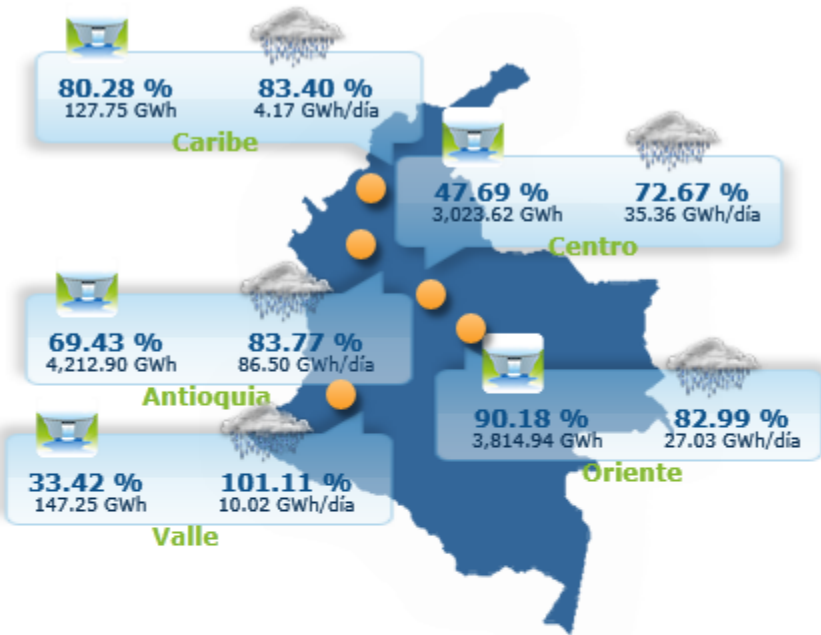 80.28 % 83.40 %
127.75 GWh 4.17 GWh/día
Caribe
47.69 % 72.67 %
3,023.62 GWh 35.36 GWh/día
Centro
69.43 % 83.77 %
4,212.90 GWh 86.50 GWh/día
Antioquia
90.18 % 82.99 %
3,814.94 GWh 27.03 GWh/día
Oriente
33.42 % 101.11 %
147.25 GWh 10.02 GWh/día
Valle